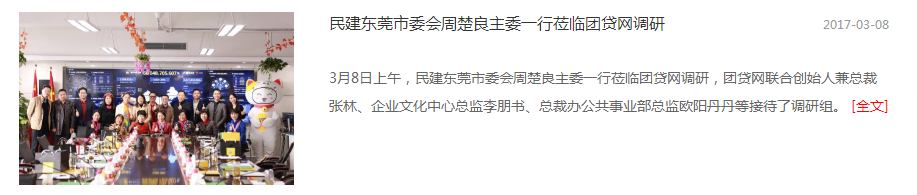 民建东莞市委会周楚良主委一行莅临团贷网调研
2017-03-08
3月8日上午，民建东莞市委会周楚良主委一行莅临团贷网调研，团贷网联合创始人兼总裁
张林、企业文化中心总监李朋书、总裁办公共事业部总监欧阳丹丹等接待了调研组。 [全文]